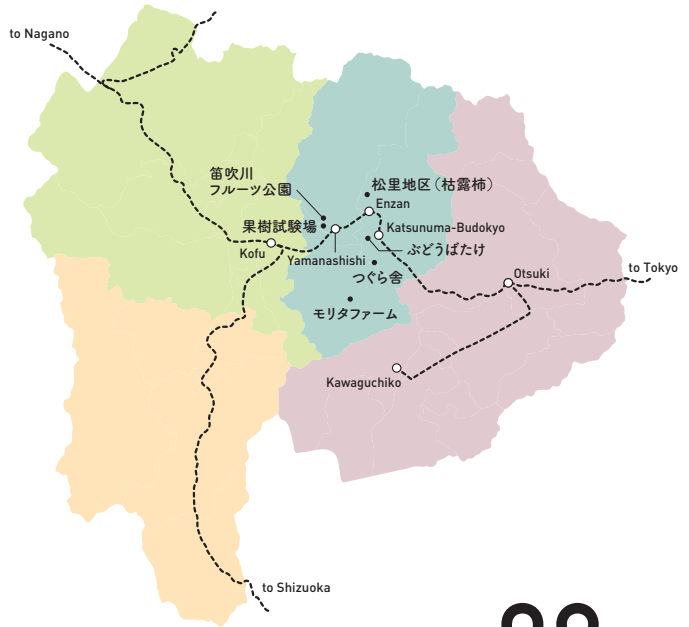 to Nagano
笛吹川
フルーツ公園
松里地区（枯露柿）
Enzan
果樹試験場
Katsunuma-Budokyo
Kofu
Yamanashishi
ぶどうばたけ
つぐら舎
Otsuki
to Tokyo
モリタファーム
Kawaguchiko
to Shizuoka